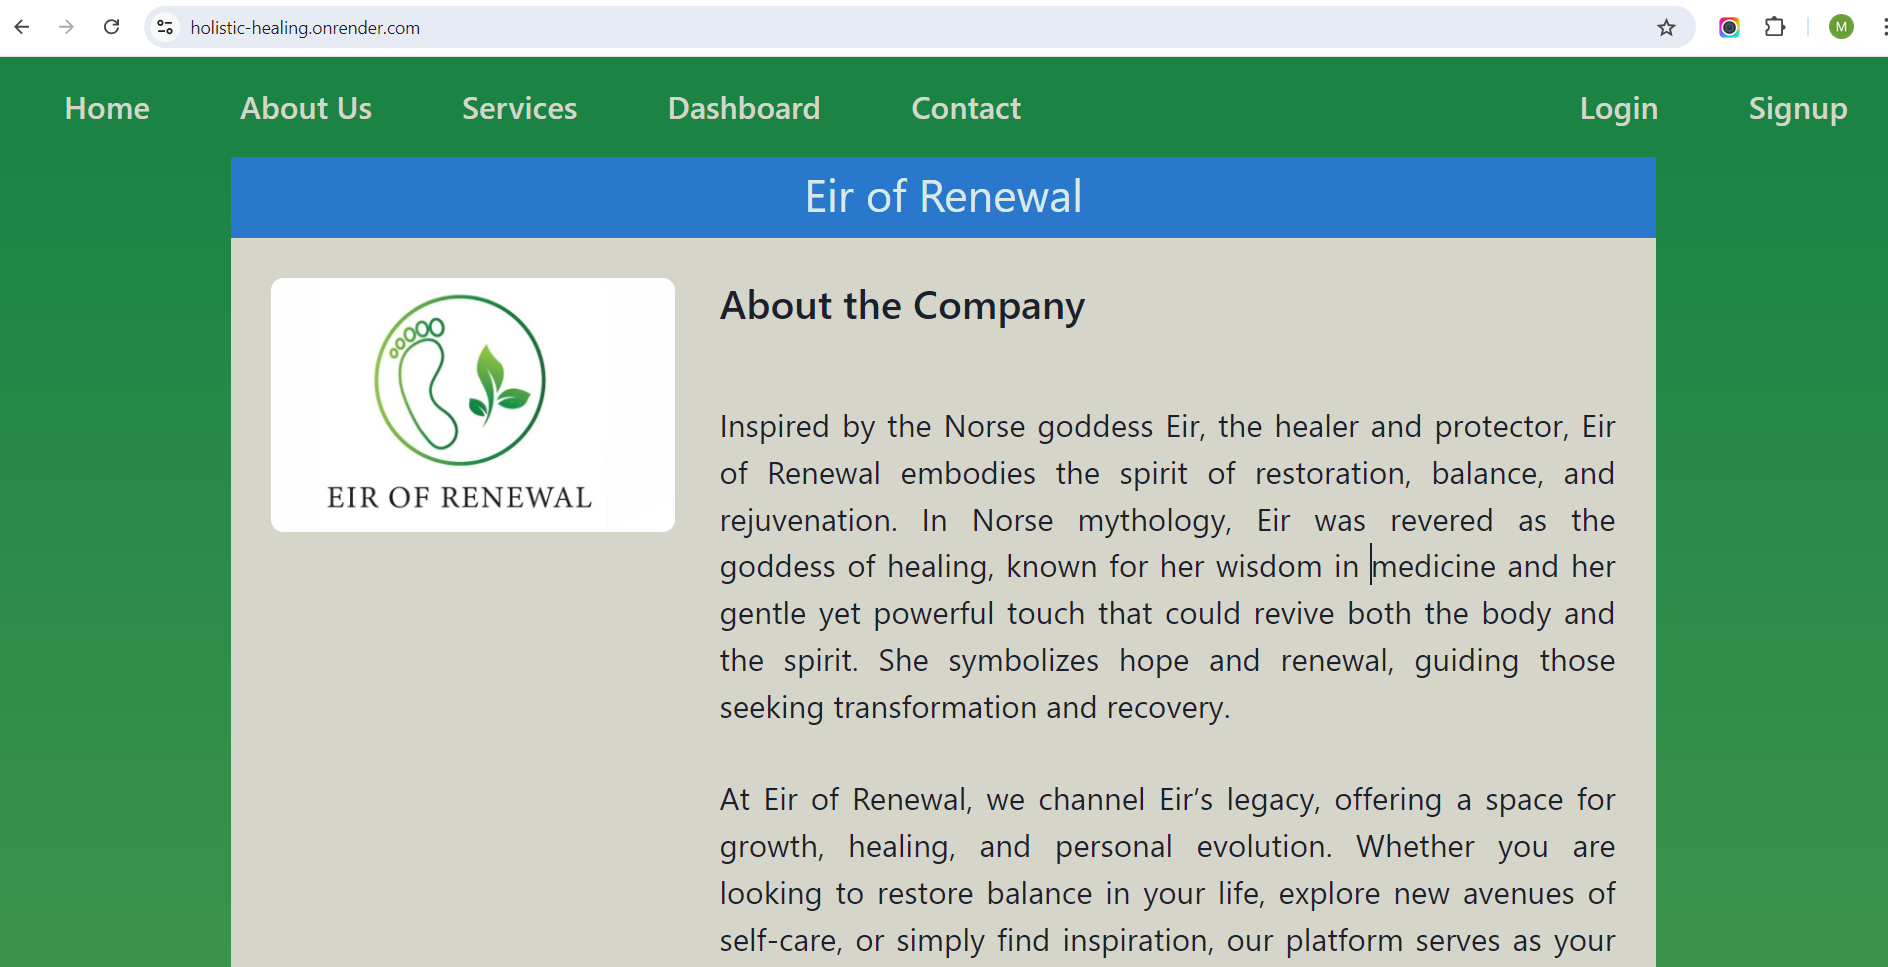 holistic-healing.onrender.com
M
Home About Us Services Dashboard Contact Login Signup
Eir of Renewal
EIR OF RENEWAL
About the Company
Inspired by the Norse goddess Eir, the healer and protector, Eir
of Renewal embodies the spirit of restoration, balance, and
rejuvenation. In Norse mythology, Eir was revered as the
goddess of healing, known for her wisdom in medicine and her
gentle yet powerful touch that could revive both the body and
the spirit. She symbolizes hope and renewal, guiding those
seeking transformation and recovery.
At Eir of Renewal, we channel Eir’s legacy, offering a space for
growth, healing, and personal evolution. Whether you are
looking to restore balance in your life, explore new avenues of
self-care, or simply find inspiration, our platform serves as your